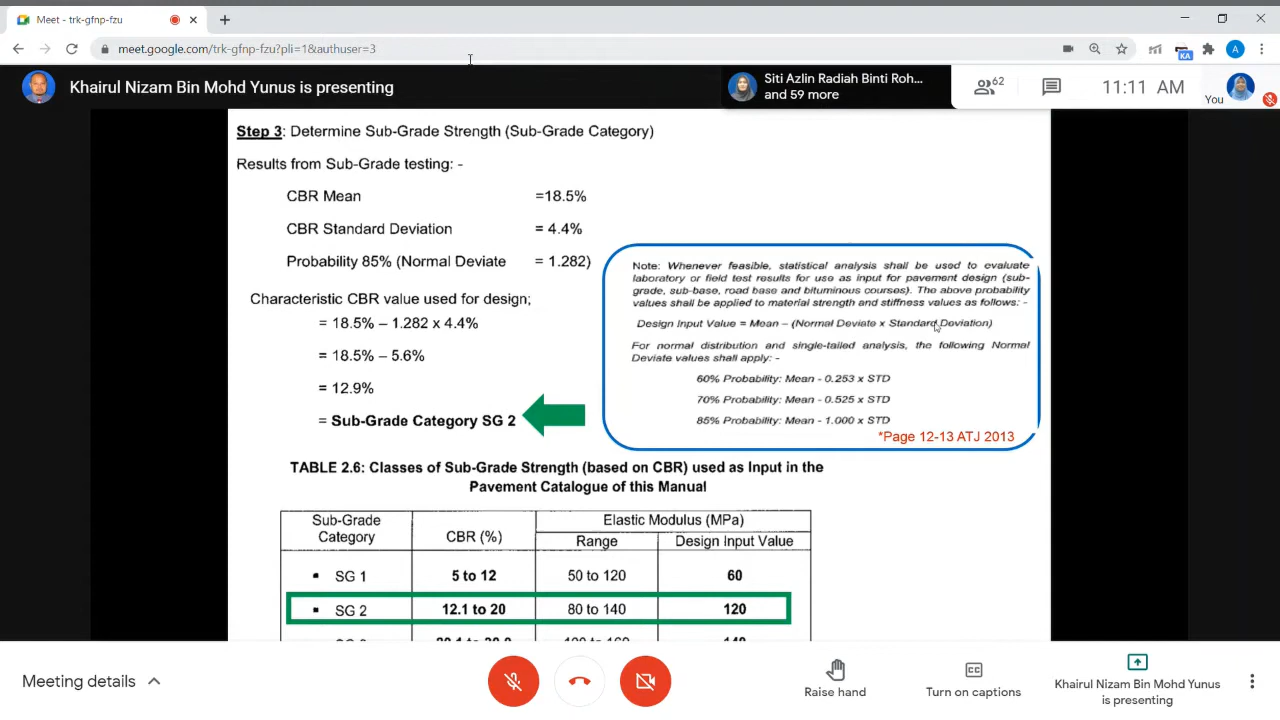 Meet - trk-gfnp-fzu
meet.google.com/trk-gfnp-fzu?pli=1&authuser=3
KA
A
Khairul Nizam Bin Mohd Yunus is presenting
Siti Azlin Radiah Binti Roh...
and 59 more
62
11:11 AM
You
Step 3: Determine Sub-Grade Strength (Sub-Grade Category)
Results from Sub-Grade testing: -
CBR Mean =18.5%
CBR Standard Deviation = 4.4%
Probability 85% (Normal Deviate = 1.282)
Characteristic CBR value used for design;
= 18.5% – 1.282 x 4.4%
= 18.5% – 5.6%
= 12.9%
= Sub-Grade Category SG 2
Note: Whenever feasible, statistical analysis shall be used to evaluate
laboratory or field test results for use as input for pavement design (sub-
grade, sub-base, road base and bituminous courses). The above probability
values shall be applied to material strength and stiffness values as follows: -
Design Input Value = Mean – (Normal Deviate x Standard Deviation)
For normal distribution and single-tailed analysis, the following Normal
Deviate values shall apply: -
60% Probability: Mean - 0.253 x STD
70% Probability: Mean - 0.525 x STD
85% Probability: Mean - 1.000 x STD
*Page 12-13 ATJ 2013
TABLE 2.6: Classes of Sub-Grade Strength (based on CBR) used as Input in the
Pavement Catalogue of this Manual
Sub-Grade Category CBR (%) Elastic Modulus (MPa)
Range Design Input Value
▪ SG 1 5 to 12 50 to 120 60
▪ SG 2 12.1 to 20 80 to 140 120
Meeting details
Raise hand
CC
Turn on captions
Khairul Nizam Bin Mohd Yunus
is presenting